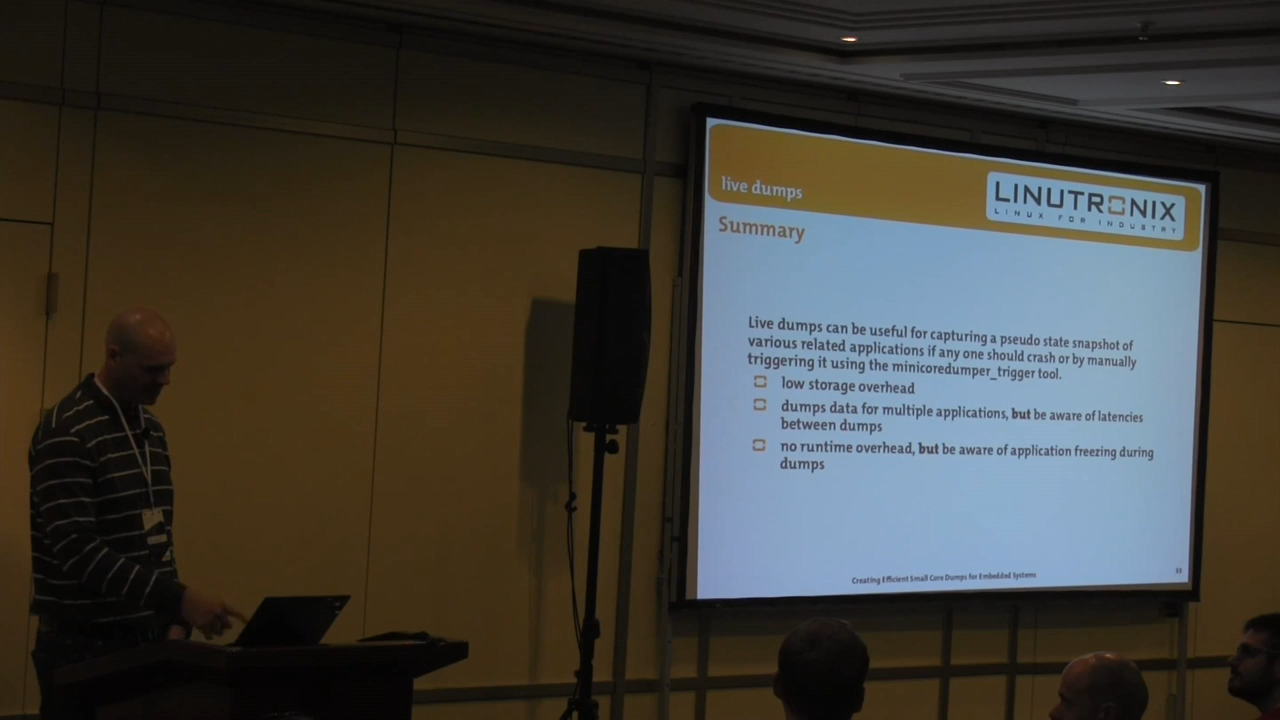 live dumps
LINUTRONIX
LINUX FOR INDUSTRY
Summary
Live dumps can be useful for capturing a pseudo state snapshot of
various related applications if any one should crash or by manually
triggering it using the minicoredumper_trigger tool.
low storage overhead
dumps data for multiple applications, but be aware of latencies
between dumps
no runtime overhead, but be aware of application freezing during
dumps
Creating Efficient Small Core Dumps for Embedded Systems